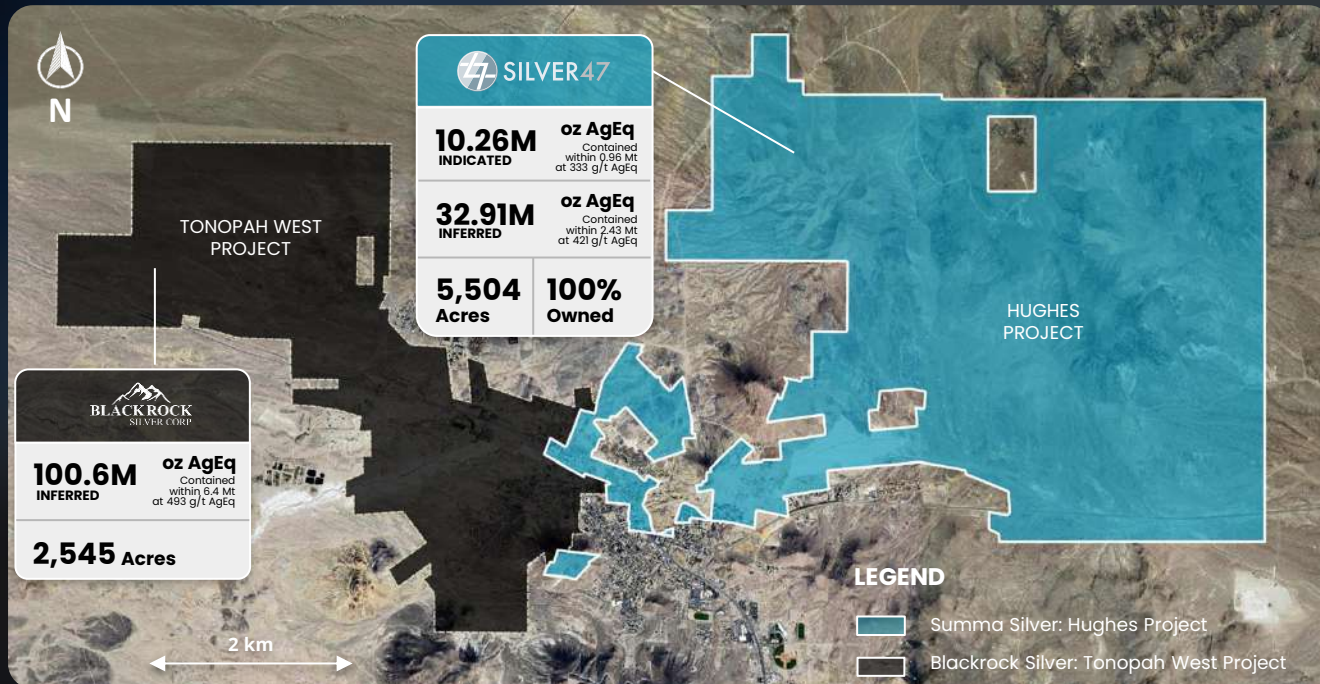 N
SILVER47
10.26M
INDICATED
oz AgEq
Contained
within 0.96 Mt
at 333 g/t AgEq
32.91M
INFERRED
oz AgEq
Contained
within 2.43 Mt
at 421 g/t AgEq
5,504
Acres
100%
Owned
TONOPAH WEST
PROJECT
HUGHES
PROJECT
BLACKROCK
SILVER CORP
100.6M
INFERRED
oz AgEq
Contained
within 6.4 Mt
at 493 g/t AgEq
2,545 Acres
2 km
LEGEND
Summa Silver: Hughes Project
Blackrock Silver: Tonopah West Project